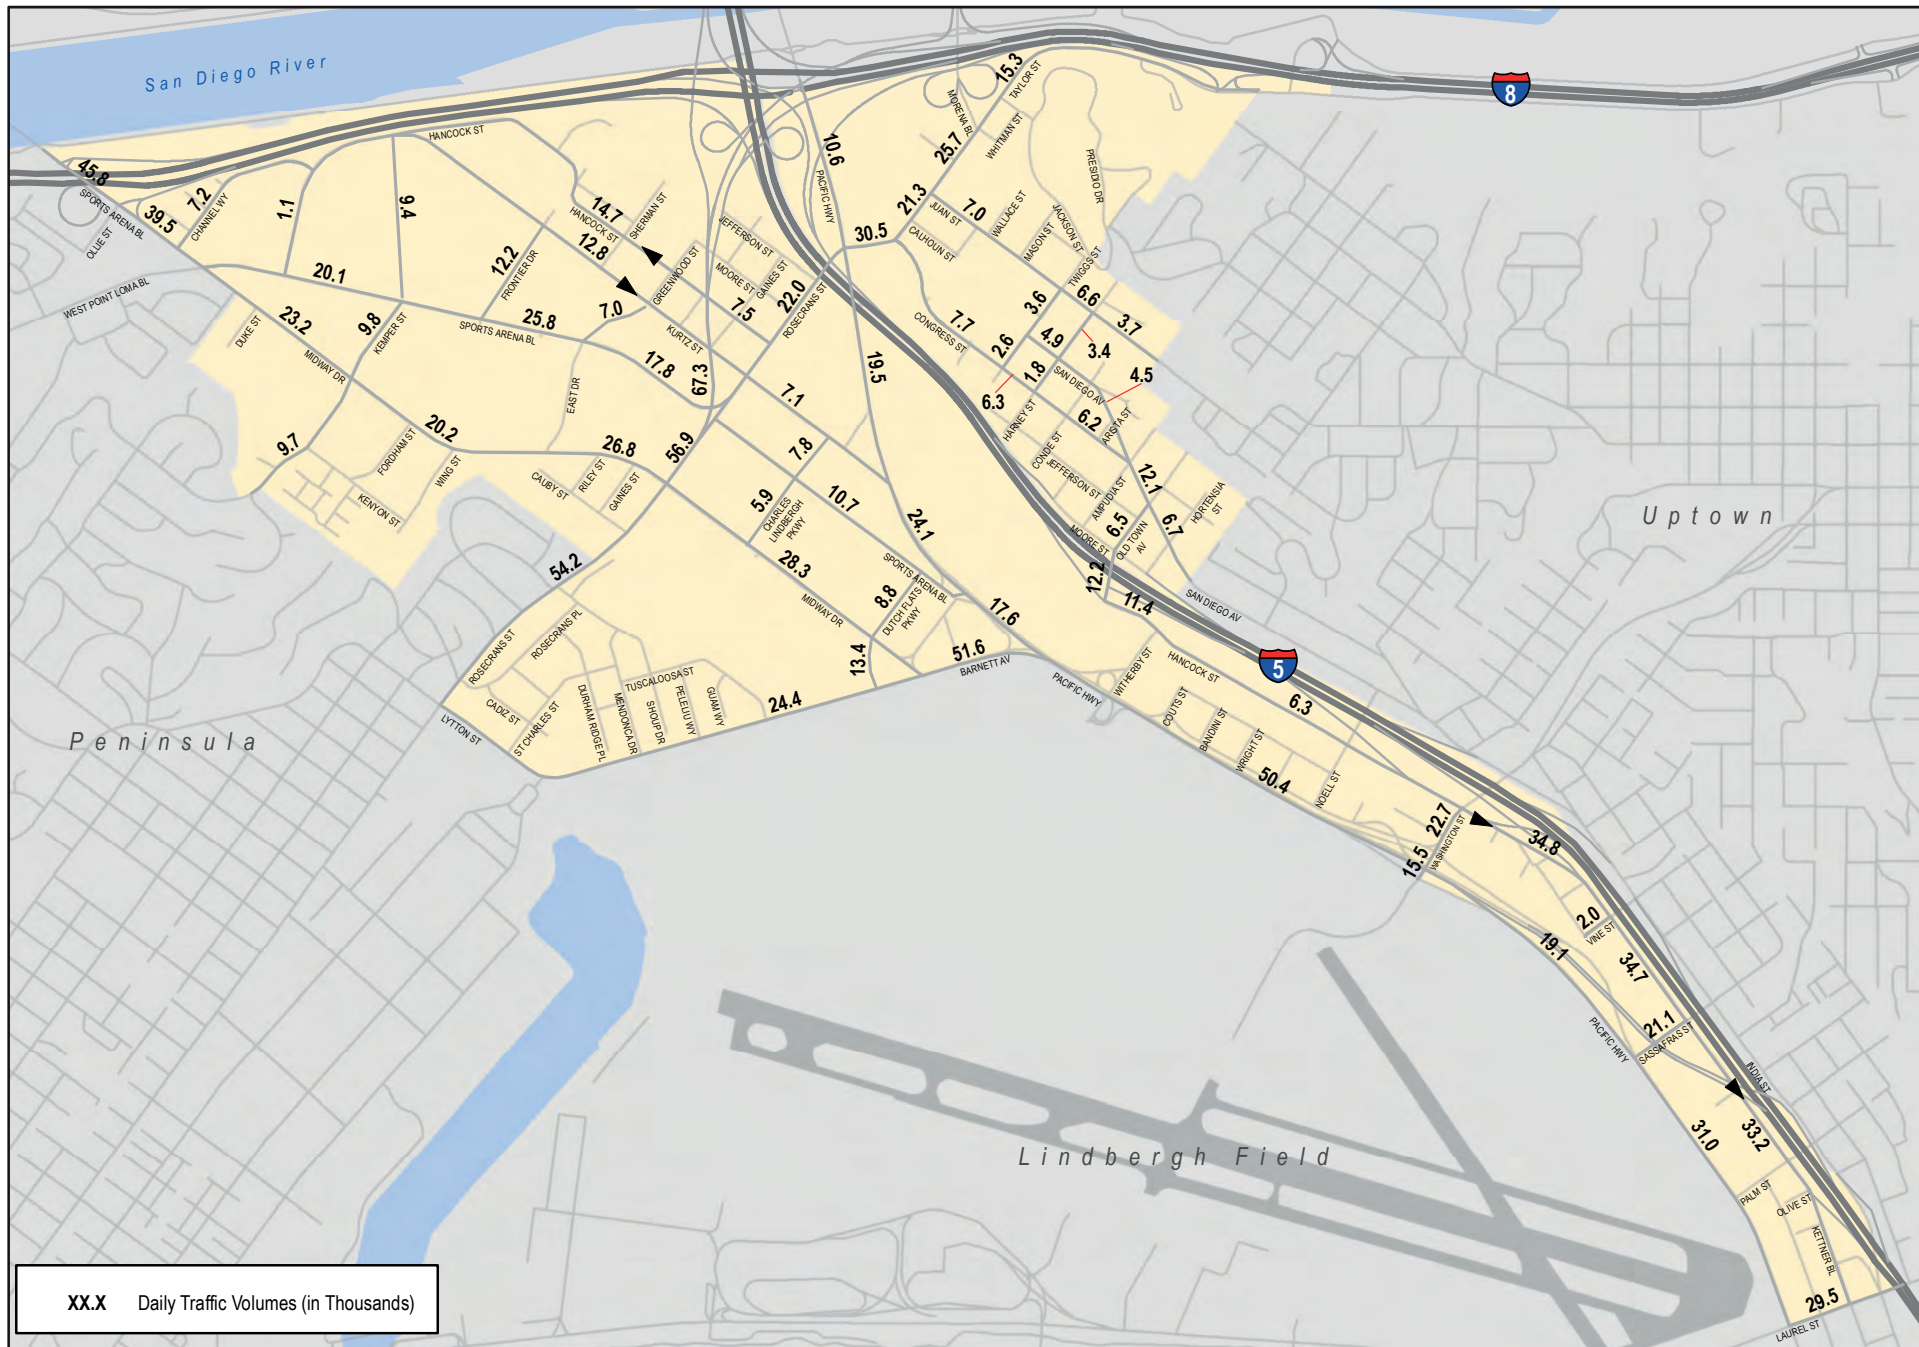 San Diego River
8
15.3
TAYLOR ST
MORENA BL
WHITMAN ST
25.7
10.6
PACIFIC HWY
HANCOCK ST
PRESIDIO DR
45.8
SPORTS ARENA BL
39.5
7.2
CHANNEL WY
1.1
9.4
OLLIE ST
14.7
HANCOCK ST
SHERMAN ST
12.8
21.3
JUAN ST
7.0
WALLACE ST
JACKSON ST
MASON ST
CALHOUN ST
30.5
TWIGGS ST
JEFFERSON ST
MOORE ST
GAINES ST
GREENWOOD ST
12.2
FRONTIER DR
20.1
WEST POINT LOMA BL
22.0
ROSECRANS ST
7.5
7.0
KURTZ ST
3.6
6.6
3.7
7.7
CONGRESS ST
4.9
3.4
2.6
1.8
4.5
SAN DIEGO AV
6.3
6.2
HARNEY ST
ARISTA ST
CONDE ST
JEFFERSON ST
AMPUDIA ST
12.1
HORTENSIA
ST
6.5
6.7
OLD TOWN
AV
MOORE ST
12.2
11.4
SAN DIEGO AV
23.2
DUKE ST
9.8
KEMPER ST
SPORTS ARENA BL
25.8
MIDWAY DR
17.8
67.3
19.5
7.1
EAST DR
9.7
20.2
FORDHAM ST
WING ST
KENYON ST
26.8
CAUBY ST
RILEY ST
GAINES ST
56.9
7.8
5.9
CHARLES
LINDBERGH
PKWY
10.7
24.1
Uptown
54.2
28.3
MIDWAY DR
SPORTS ARENA BL
8.8
DUTCH FLATS
PKWY
17.6
13.4
51.6
BARNETT AV
PACIFIC HWY
5
WITHERBY ST
HANCOCK ST
6.3
COUTS ST
BANDINI ST
WRIGHT ST
50.4
NOELL ST
ROSECRANS ST
ROSECRANS PL
CADIZ ST
ST CHARLES ST
LYTTON ST
DURHAM RIDGE PL
MENDONCA DR
TUSCALOOSA ST
SHOUP DR
PELELIU WY
GUAM WY
24.4
Peninsula
22.7
WASHINGTON ST
15.5
34.8
2.0
VINE ST
19.1
34.7
21.1
SASSAFRAS ST
PACIFIC HWY
INDIA ST
31.0
33.2
PALM ST
OLIVE ST
KETTNER BL
29.5
LAUREL ST
Lindbergh Field
XX.X Daily Traffic Volumes (in Thousands)